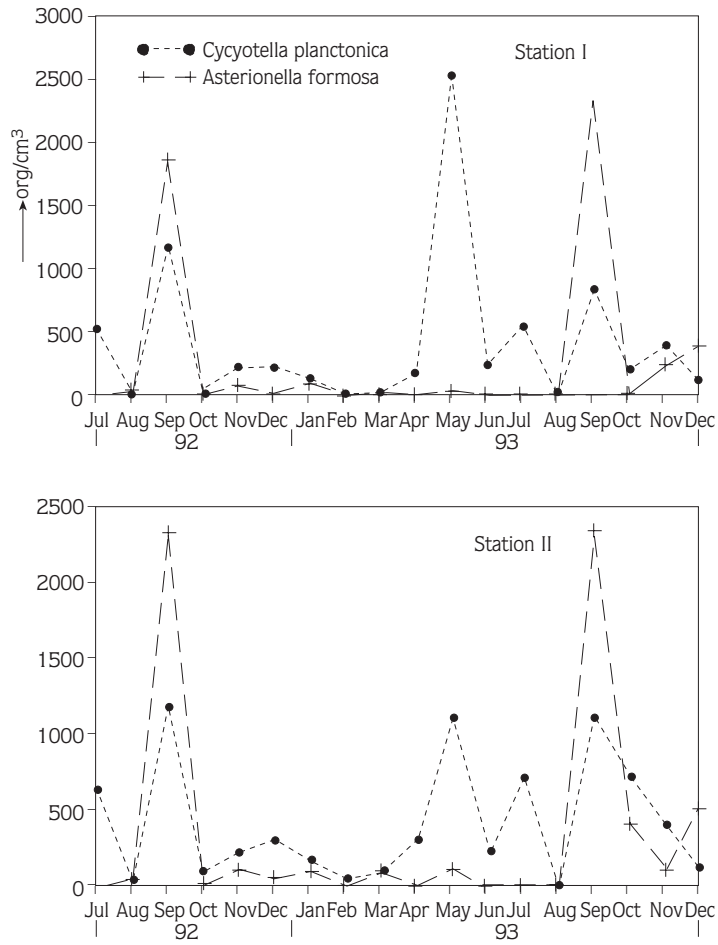 3000
2500
2000
1500
1000
500
0
org/cm³
Cycyotella planctonica
Asterionella formosa
Station I
Jul Aug Sep Oct Nov Dec Jan Feb Mar Apr May Jun Jul Aug Sep Oct Nov Dec
92 93
2500
2000
1500
1000
500
0
Station II
Jul Aug Sep Oct Nov Dec Jan Feb Mar Apr May Jun Jul Aug Sep Oct Nov Dec
92 93